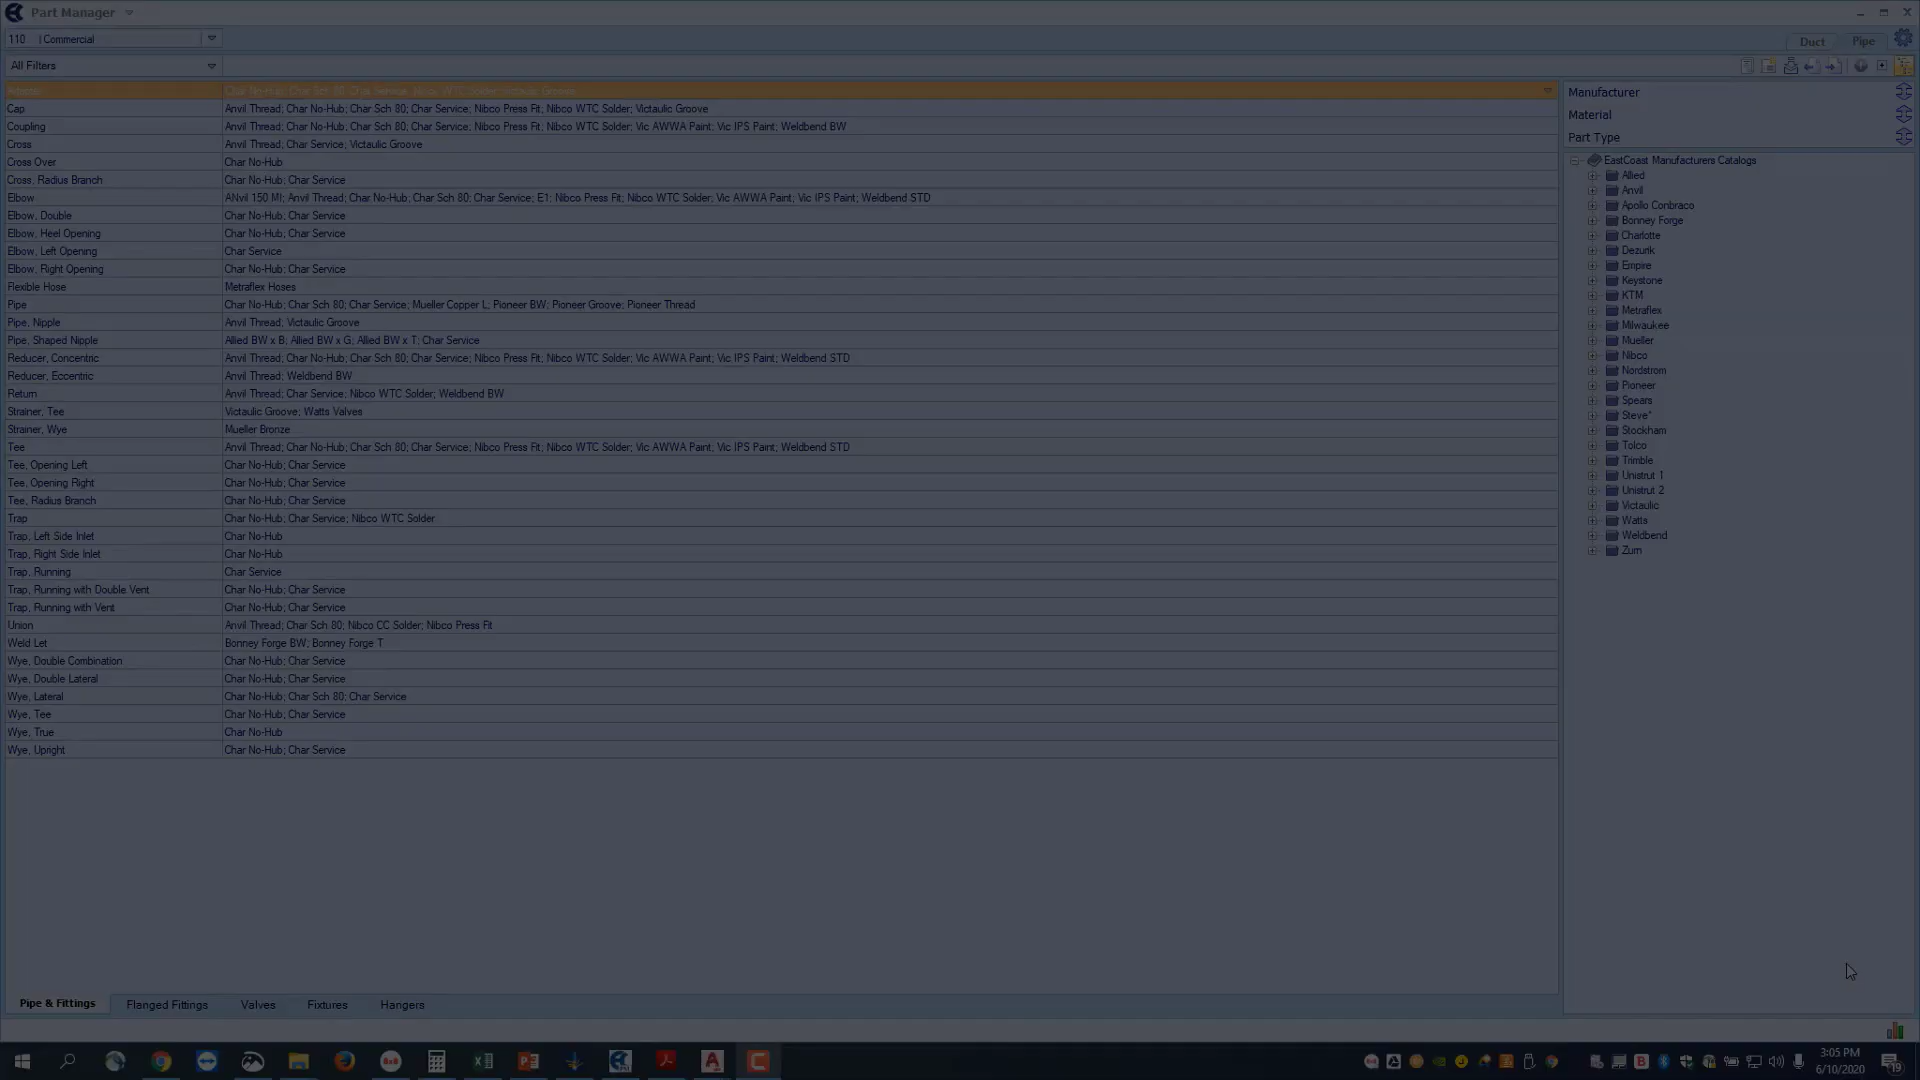 Part Manager
110 | Commercial
Duct Pipe
All Filters
Adapter Char No-Hub; Char Sch 80; Char Service; Nibco WTC Solder; Victaulic Groove
Cap Anvil Thread; Char No-Hub; Char Sch 80; Char Service; Nibco Press Fit; Nibco WTC Solder; Victaulic Groove
Coupling Anvil Thread; Char No-Hub; Char Sch 80; Char Service; Nibco Press Fit; Nibco WTC Solder; Vic AWWA Paint; Vic IPS Paint; Weldbend BW
Cross Anvil Thread; Char Service; Victaulic Groove
Cross Over Char No-Hub
Cross, Radius Branch Char No-Hub; Char Service
Elbow ANvil 150 MI; Anvil Thread; Char No-Hub; Char Sch 80; Char Service; E1; Nibco Press Fit; Nibco WTC Solder; Vic AWWA Paint; Vic IPS Paint; Weldbend STD
Elbow, Double Char No-Hub; Char Service
Elbow, Heel Opening Char No-Hub; Char Service
Elbow, Left Opening Char Service
Elbow, Right Opening Char No-Hub; Char Service
Flexible Hose Metraflex Hoses
Pipe Char No-Hub; Char Sch 80; Char Service; Mueller Copper L; Pioneer BW; Pioneer Groove; Pioneer Thread
Pipe, Nipple Anvil Thread; Victaulic Groove
Pipe, Shaped Nipple Allied BW x B; Allied BW x G; Allied BW x T; Char Service
Reducer, Concentric Anvil Thread; Char No-Hub; Char Sch 80; Char Service; Nibco Press Fit; Nibco WTC Solder; Vic AWWA Paint; Vic IPS Paint; Weldbend STD
Reducer, Eccentric Anvil Thread; Weldbend BW
Return Anvil Thread; Char Service; Nibco WTC Solder; Weldbend BW
Strainer, Tee Victaulic Groove; Watts Valves
Strainer, Wye Mueller Bronze
Tee Anvil Thread; Char No-Hub; Char Sch 80; Char Service; Nibco Press Fit; Nibco WTC Solder; Vic AWWA Paint; Vic IPS Paint; Weldbend STD
Tee, Opening Left Char No-Hub; Char Service
Tee, Opening Right Char No-Hub; Char Service
Tee, Radius Branch Char No-Hub; Char Service
Trap Char No-Hub; Char Service; Nibco WTC Solder
Trap, Left Side Inlet Char No-Hub
Trap, Right Side Inlet Char No-Hub
Trap, Running Char Service
Trap, Running with Double Vent Char No-Hub; Char Service
Trap, Running with Vent Char No-Hub; Char Service
Union Anvil Thread; Char Sch 80; Nibco CC Solder; Nibco Press Fit
Weld Let Bonney Forge BW; Bonney Forge T
Wye, Double Combination Char No-Hub; Char Service
Wye, Double Lateral Char No-Hub; Char Service
Wye, Lateral Char No-Hub; Char Sch 80; Char Service
Wye, Tee Char No-Hub; Char Service
Wye, True Char No-Hub
Wye, Upright Char No-Hub; Char Service
Manufacturer
Material
Part Type
EastCoast Manufacturers Catalogs
Allied
Anvil
Apollo Conbraco
Bonney Forge
Charlotte
Dezurik
Empire
Keystone
KTM
Metraflex
Milwaukee
Mueller
Nibco
Nordstrom
Pioneer
Spears
Steve*
Stockham
Tolco
Trimble
Unistrut 1
Unistrut 2
Victaulic
Watts
Weldbend
Zurn
Pipe & Fittings Flanged Fittings Valves Fixtures Hangers
3:05 PM
6/10/2020
19